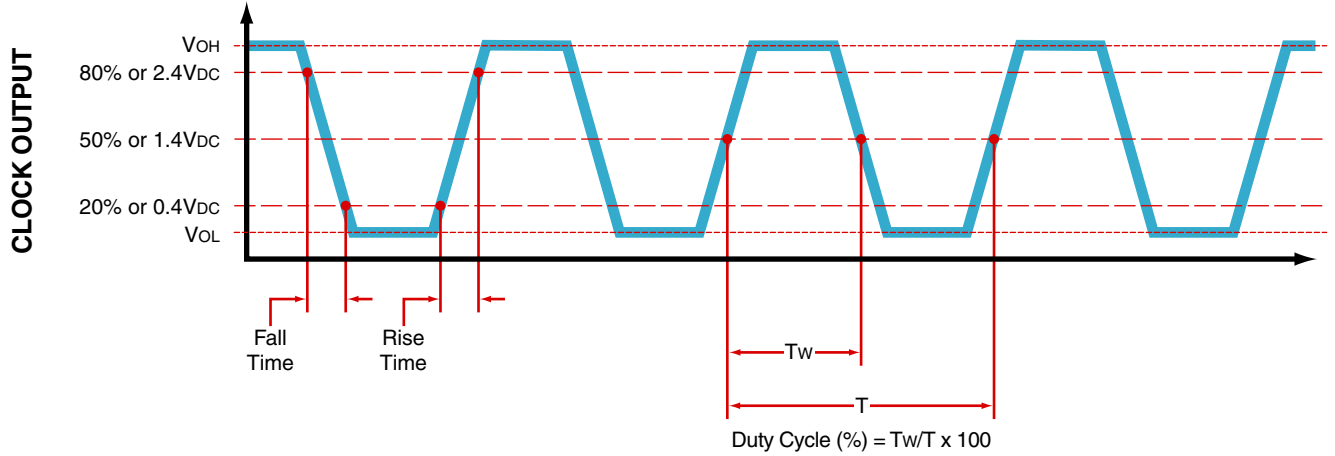 CLOCK OUTPUT
VOH
80% or 2.4VDC
50% or 1.4VDC
20% or 0.4VDC
VOL
Fall
Time
Rise
Time
TW
T
Duty Cycle (%) = TW/T x 100